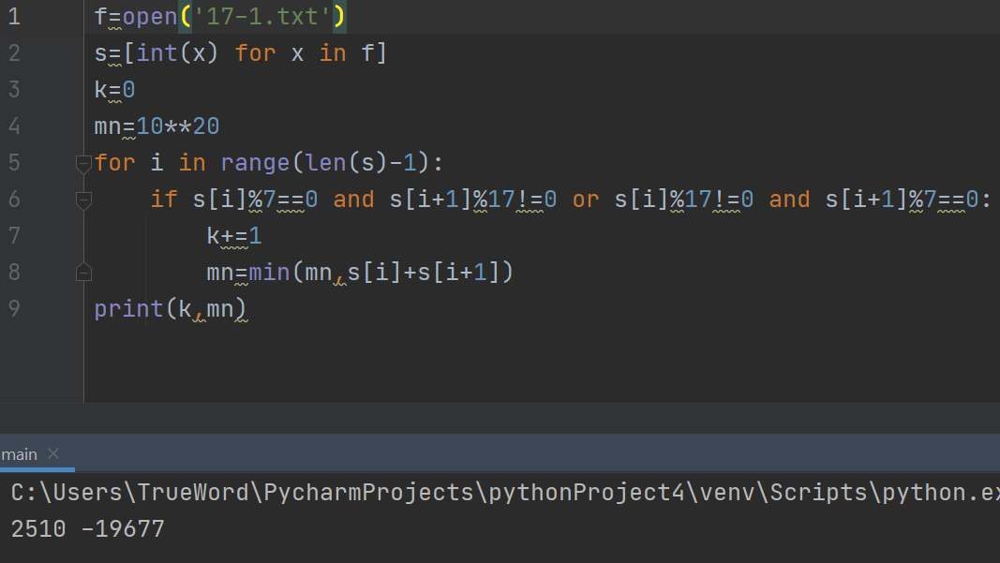 1 f=open('17-1.txt')
2 s=[int(x) for x in f]
3 k=0
4 mn=10**20
5 for i in range(len(s)-1):
6     if s[i]%7==0 and s[i+1]%17!=0 or s[i]%17!=0 and s[i+1]%7==0:
7         k+=1
8         mn=min(mn,s[i]+s[i+1])
9 print(k,mn)
main ×
C:\Users\TrueWord\PycharmProjects\pythonProject4\venv\Scripts\python.ex
2510 -19677